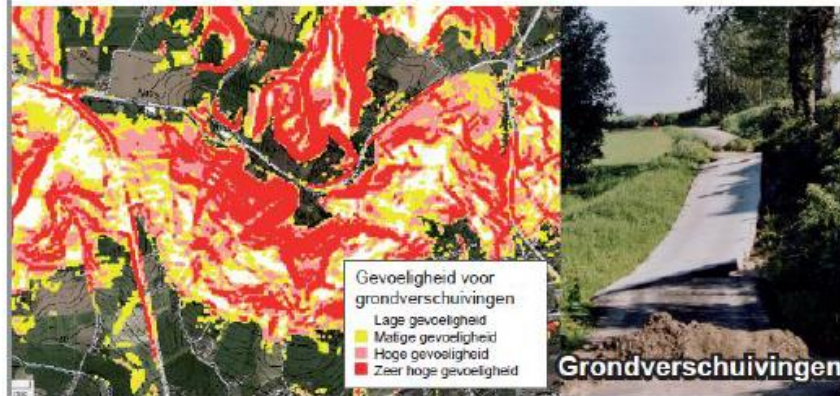 Gevoeligheid voor
grondverschuivingen
Lage gevoeligheid
Matige gevoeligheid
Hoge gevoeligheid
Zeer hoge gevoeligheid
Grondverschuivingen